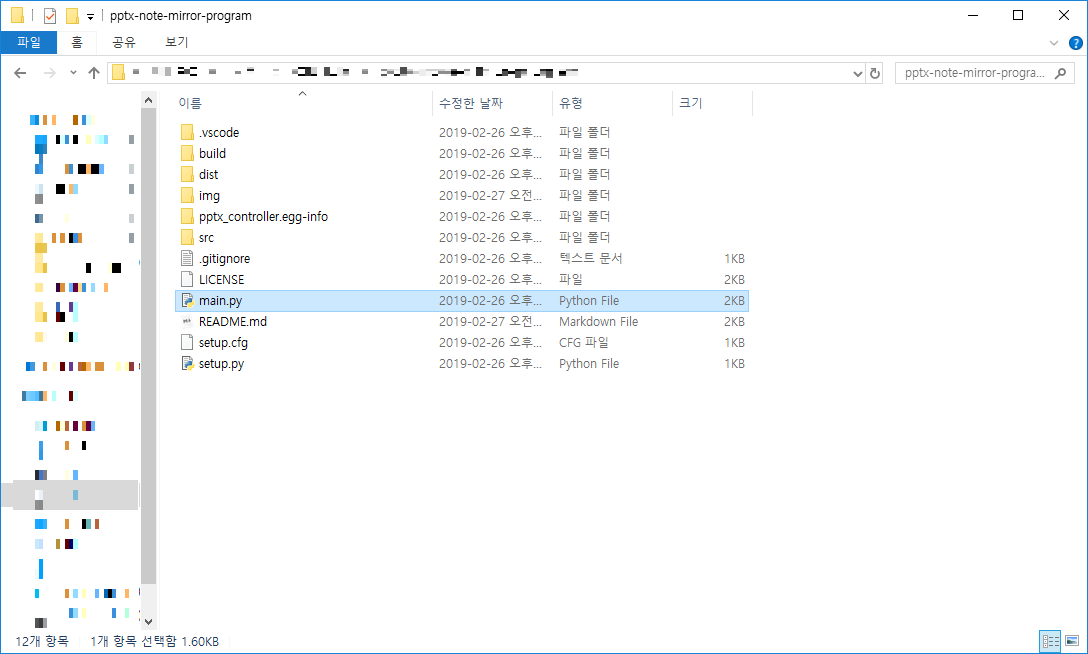 pptx-note-mirror-program
파일 홈 공유 보기
pptx-note-mirror-progra...
이름 수정한 날짜 유형 크기
.vscode 2019-02-26 오후... 파일 폴더
build 2019-02-26 오후... 파일 폴더
dist 2019-02-26 오후... 파일 폴더
img 2019-02-27 오전... 파일 폴더
pptx_controller.egg-info 2019-02-26 오후... 파일 폴더
src 2019-02-26 오후... 파일 폴더
.gitignore 2019-02-26 오후... 텍스트 문서 1KB
LICENSE 2019-02-26 오후... 파일 2KB
main.py 2019-02-26 오후... Python File 2KB
README.md 2019-02-27 오전... Markdown File 2KB
setup.cfg 2019-02-26 오후... CFG 파일 1KB
setup.py 2019-02-26 오후... Python File 1KB
12개 항목 1개 항목 선택함 1.60KB